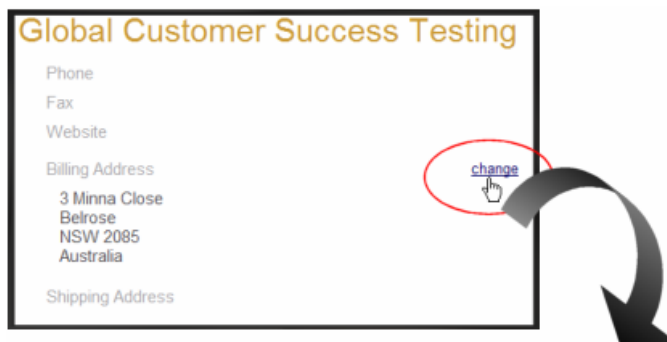 Global Customer Success Testing
Phone
Fax
Website
Billing Address
change
3 Minna Close
Belrose
NSW 2085
Australia
Shipping Address